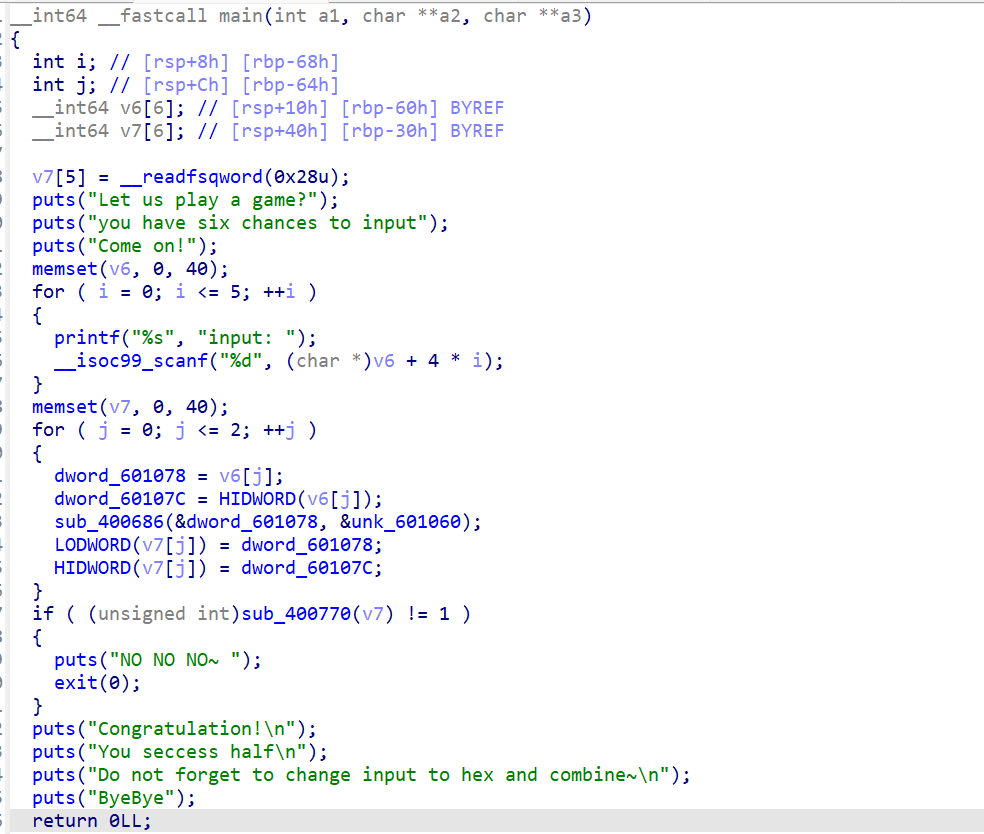 __int64 __fastcall main(int a1, char **a2, char **a3)
{
  int i; // [rsp+8h] [rbp-68h]
  int j; // [rsp+Ch] [rbp-64h]
  __int64 v6[6]; // [rsp+10h] [rbp-60h] BYREF
  __int64 v7[6]; // [rsp+40h] [rbp-30h] BYREF

  v7[5] = __readfsqword(0x28u);
  puts("Let us play a game?");
  puts("you have six chances to input");
  puts("Come on!");
  memset(v6, 0, 40);
  for ( i = 0; i <= 5; ++i )
  {
    printf("%s", "input: ");
    __isoc99_scanf("%d", (char *)v6 + 4 * i);
  }
  memset(v7, 0, 40);
  for ( j = 0; j <= 2; ++j )
  {
    dword_601078 = v6[j];
    dword_60107C = HIDWORD(v6[j]);
    sub_400686(&dword_601078, &unk_601060);
    LODWORD(v7[j]) = dword_601078;
    HIDWORD(v7[j]) = dword_60107C;
  }
  if ( (unsigned int)sub_400770(v7) != 1 )
  {
    puts("NO NO NO~ ");
    exit(0);
  }
  puts("Congratulation!\n");
  puts("You seccess half\n");
  puts("Do not forget to change input to hex and combine~\n");
  puts("ByeBye");
  return 0LL;